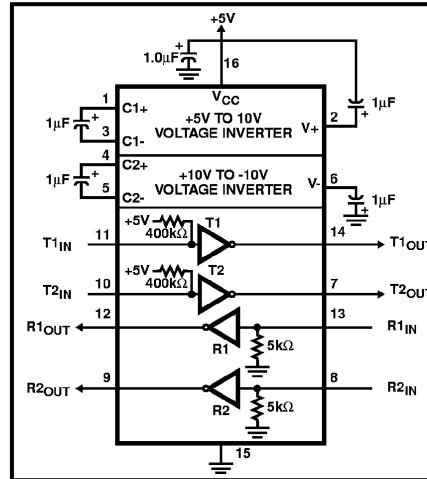 +5V
1.0µF
+
16
1
VCC
1µF
+
C1+
+5V TO 10V
VOLTAGE INVERTER
2
V+
+
1µF
3
C1-
4
C2+
1µF
+
+10V TO -10V
VOLTAGE INVERTER
V-
6
5
C2-
1µF
+
+5V
400kΩ
T1
T1IN
11
14
T1OUT
+5V
400kΩ
T2
T2IN
10
7
T2OUT
R1OUT
12
13
R1IN
R1
5kΩ
R2OUT
9
8
R2IN
R2
5kΩ
15